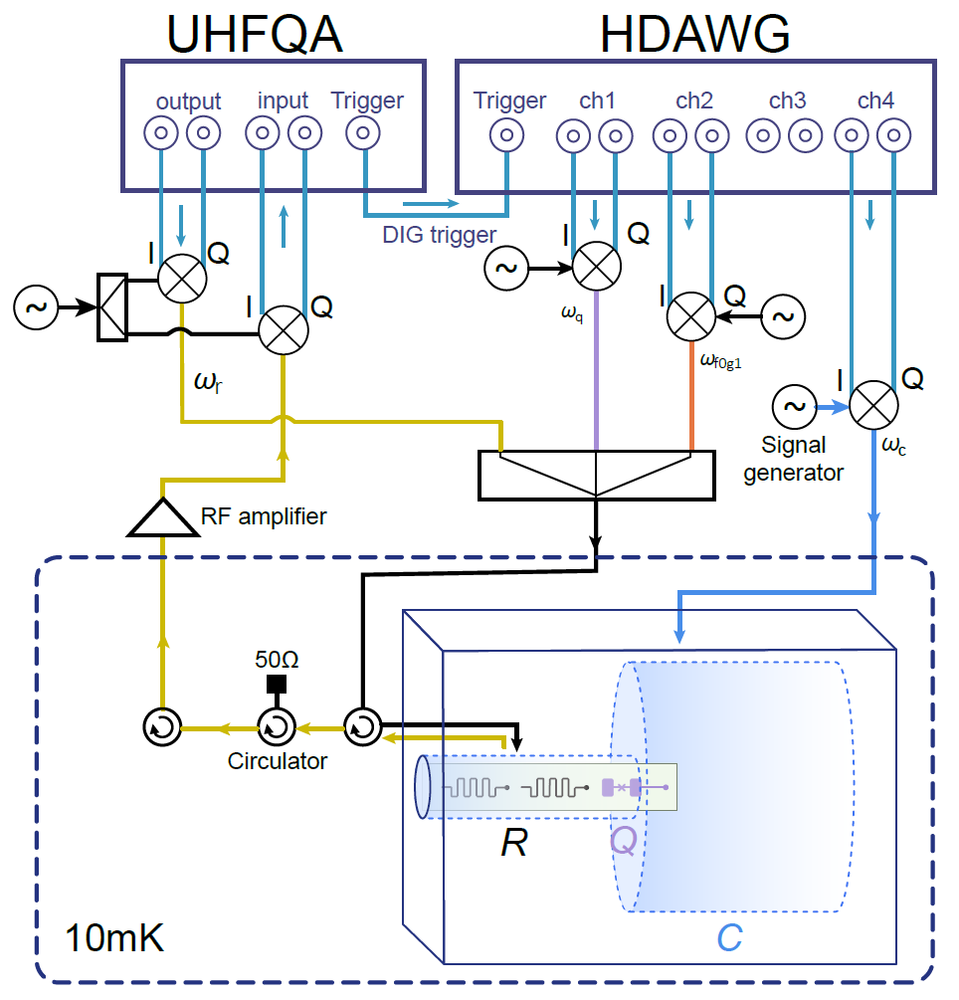 UHFQA
HDAWG
output
input
Trigger
Trigger
ch1
ch2
ch3
ch4
DIG trigger
I
Q
I
Q
I
Q
I
Q
I
Q
~
~
~
~
ωr
ωq
ωf0g1
ωc
Signal
generator
RF amplifier
50Ω
Circulator
R
Q
C
10mK